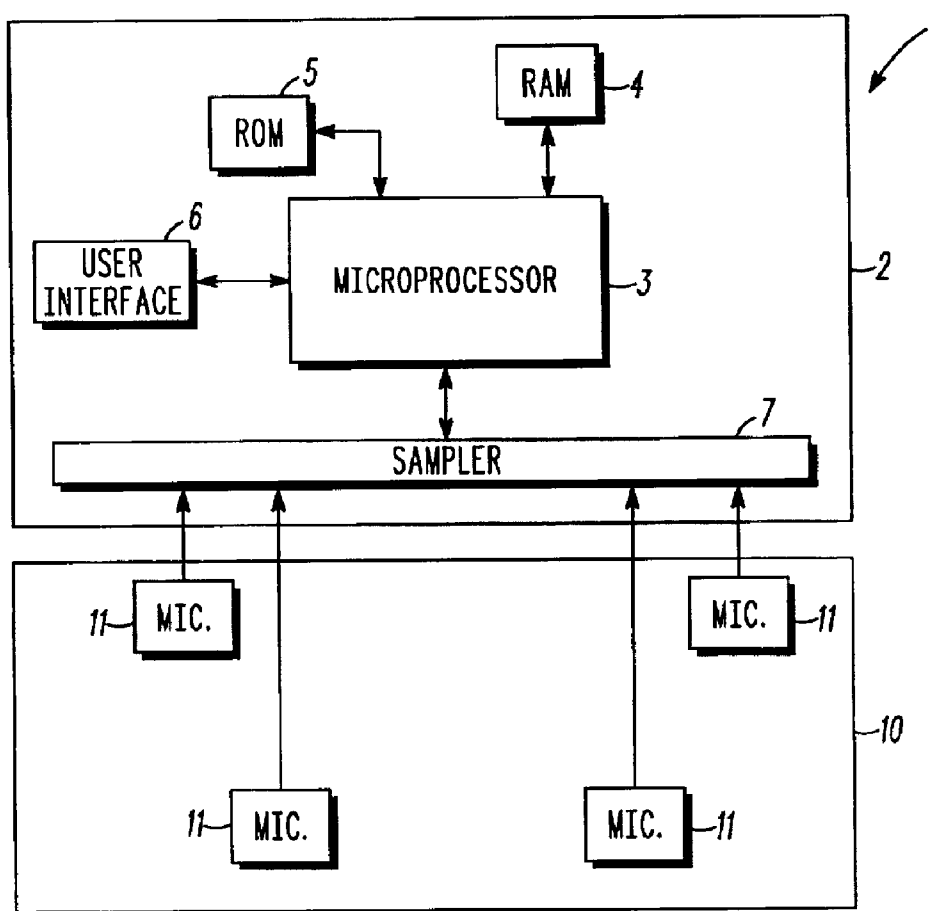 5
ROM
RAM
4
6
USER
INTERFACE
MICROPROCESSOR
3
2
7
SAMPLER
11
MIC.
MIC.
11
10
11
MIC.
MIC.
11